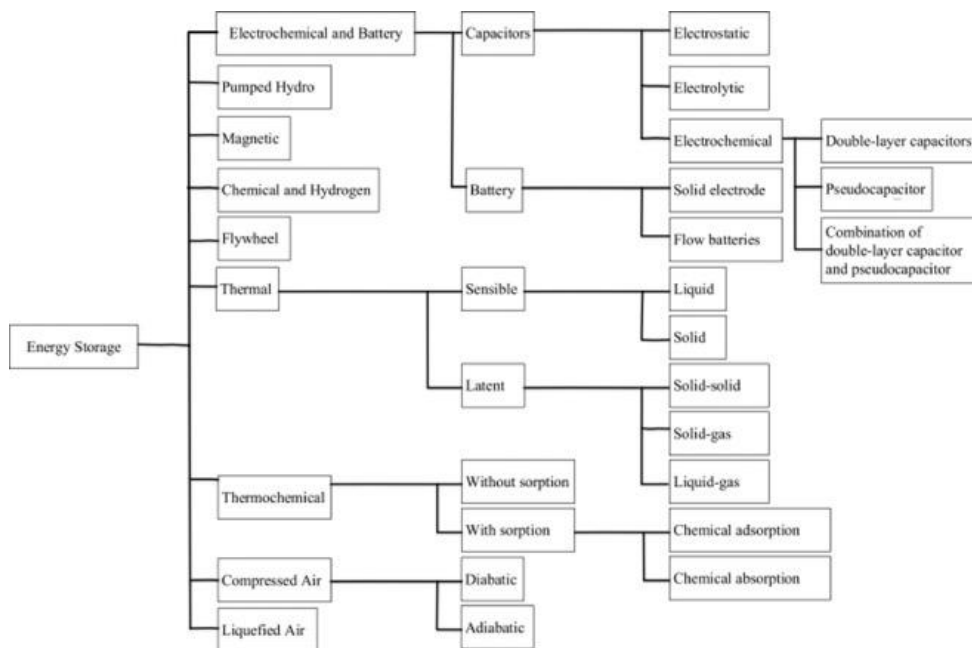 Electrochemical and Battery
Capacitors
Electrostatic
Pumped Hydro
Electrolytic
Magnetic
Electrochemical
Double-layer capacitors
Chemical and Hydrogen
Battery
Solid electrode
Pseudocapacitor
Flywheel
Flow batteries
Combination of
double-layer capacitor
and pseudocapacitor
Thermal
Sensible
Liquid
Energy Storage
Solid
Latent
Solid-solid
Solid-gas
Liquid-gas
Thermochemical
Without sorption
With sorption
Chemical adsorption
Chemical absorption
Compressed Air
Diabatic
Liquefied Air
Adiabatic